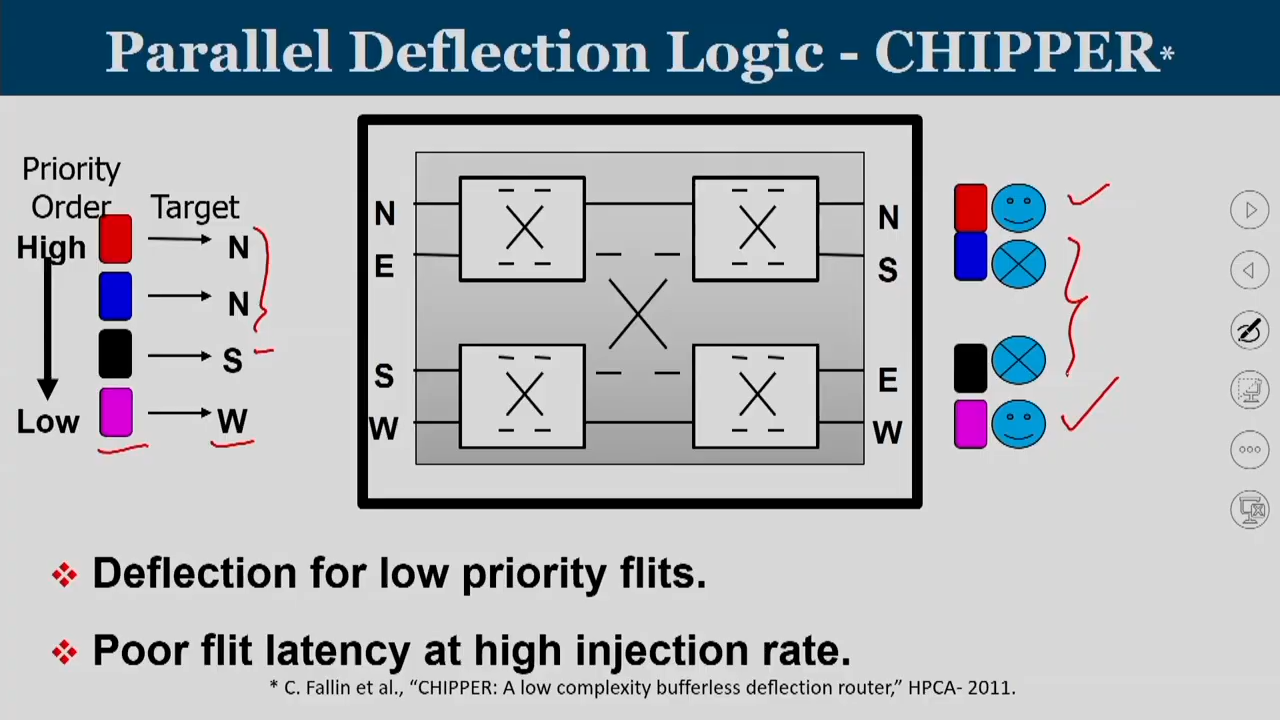 Parallel Deflection Logic - CHIPPER*
Priority
Order Target
High N
N
S
Low W
N
E
S
W
N
S
E
W
❖ Deflection for low priority flits.
❖ Poor flit latency at high injection rate.
* C. Fallin et al., “CHIPPER: A low complexity bufferless deflection router,” HPCA- 2011.